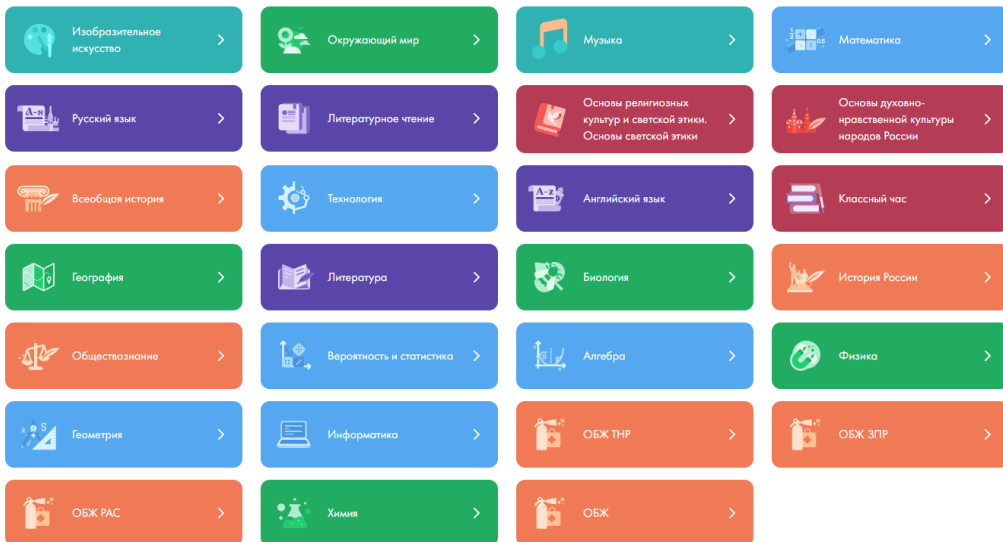 Изобразительное
искусство
Окружающий мир
Музыка
Математика
Русский язык
Литературное чтение
Основы религиозных
культур и светской этики.
Основы светской этики
Основы духовно-
нравственной культуры
народов России
Всеобщая история
Технология
Английский язык
Классный час
География
Литература
Биология
История России
Обществознание
Вероятность и статистика
Алгебра
Физика
Геометрия
Информатика
ОБЖ ТНР
ОБЖ ЗПР
ОБЖ РАС
Химия
ОБЖ